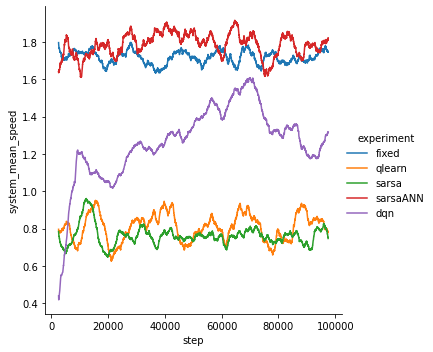 system_mean_speed
1.8
1.6
1.4
1.2
1.0
0.8
0.6
0.4
0 20000 40000 60000 80000 100000
step
experiment
fixed
qlearn
sarsa
sarsaANN
dqn